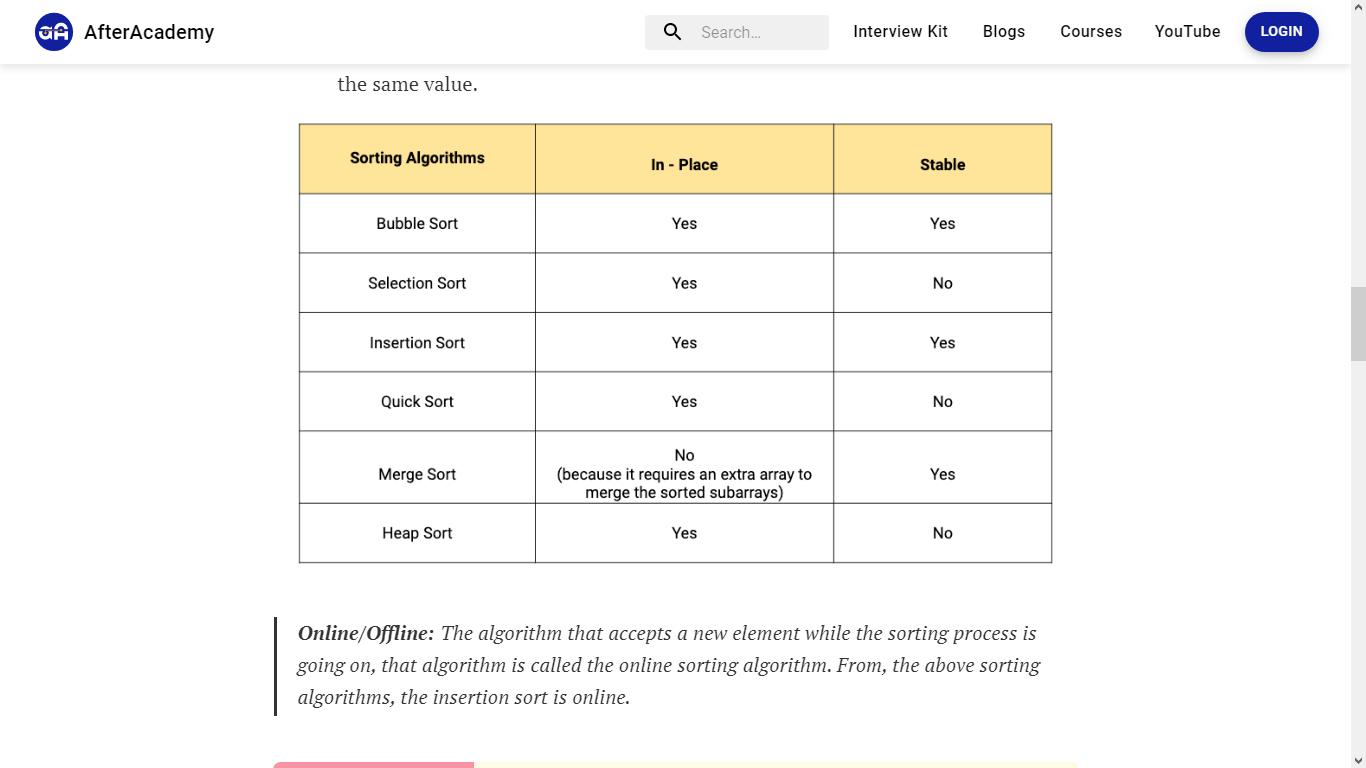 AfterAcademy
Search...
Interview Kit
Blogs
Courses
YouTube
LOGIN
the same value.
Sorting Algorithms
In - Place
Stable
Bubble Sort
Yes
Yes
Selection Sort
Yes
No
Insertion Sort
Yes
Yes
Quick Sort
Yes
No
Merge Sort
No
(because it requires an extra array to
merge the sorted subarrays)
Yes
Heap Sort
Yes
No
Online/Offline: The algorithm that accepts a new element while the sorting process is
going on, that algorithm is called the online sorting algorithm. From, the above sorting
algorithms, the insertion sort is online.